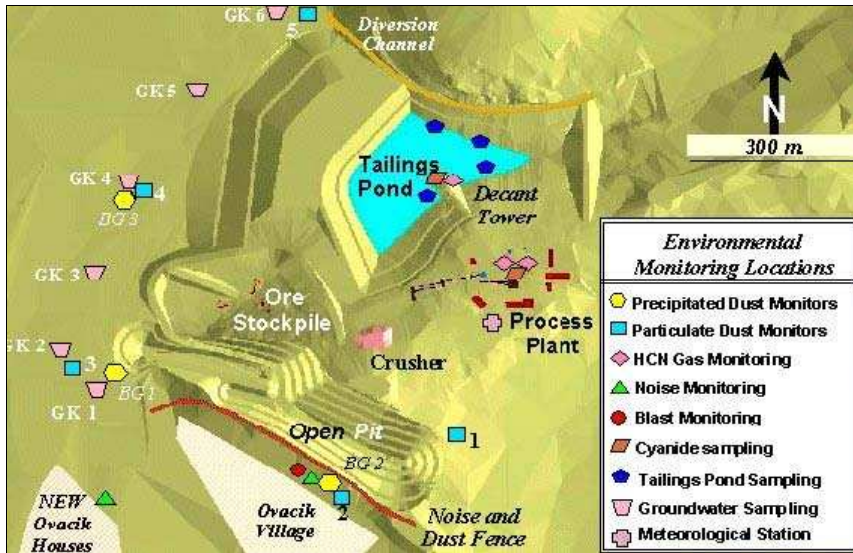 GK 6
5
Diversion
Channel
GK 5
N
300 m
Tailings
Pond
GK 4
4
BG 3
Decant
Tower
GK 3
Ore
Stockpile
Process
Plant
Crusher
GK 2
3
BG 1
GK 1
Open Pit
1
BG 2
2
Ovacik
Village
NEW
Ovacik
Houses
Noise and
Dust Fence
Environmental
Monitoring Locations
Precipitated Dust Monitors
Particulate Dust Monitors
HCN Gas Monitoring
Noise Monitoring
Blast Monitoring
Cyanide sampling
Tailings Pond Sampling
Groundwater Sampling
Meteorological Station